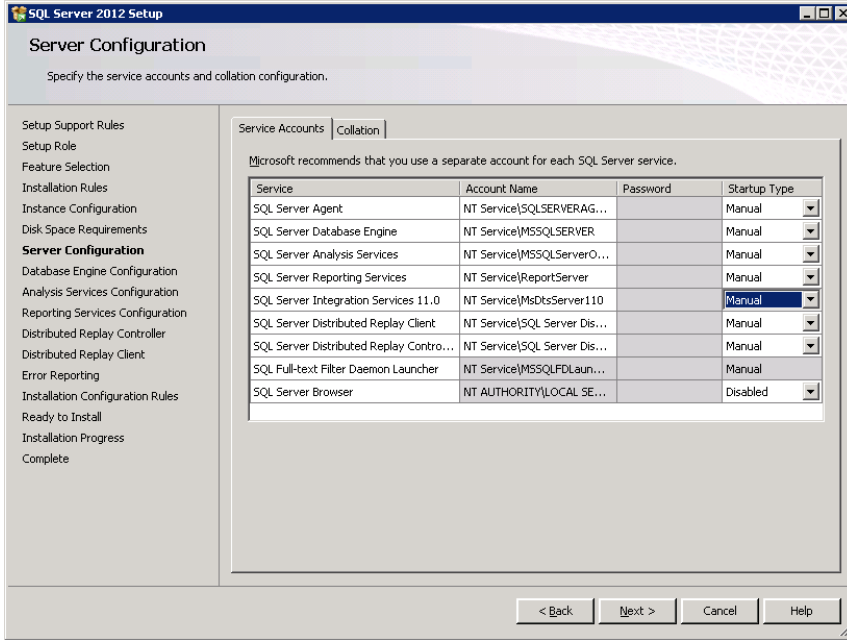 SQL Server 2012 Setup
Server Configuration
Specify the service accounts and collation configuration.
Setup Support Rules
Setup Role
Feature Selection
Installation Rules
Instance Configuration
Disk Space Requirements
Server Configuration
Database Engine Configuration
Analysis Services Configuration
Reporting Services Configuration
Distributed Replay Controller
Distributed Replay Client
Error Reporting
Installation Configuration Rules
Ready to Install
Installation Progress
Complete
Service Accounts Collation
Microsoft recommends that you use a separate account for each SQL Server service.
Service Account Name Password Startup Type
SQL Server Agent NT Service\SQLSERVERAG... Manual
SQL Server Database Engine NT Service\MSSQLSERVER Manual
SQL Server Analysis Services NT Service\MSSQLServerO... Manual
SQL Server Reporting Services NT Service\ReportServer Manual
SQL Server Integration Services 11.0 NT Service\MsDtsServer110 Manual
SQL Server Distributed Replay Client NT Service\SQL Server Dis... Manual
SQL Server Distributed Replay Contro... NT Service\SQL Server Dis... Manual
SQL Full-text Filter Daemon Launcher NT Service\MSSQLFDLaun... Manual
SQL Server Browser NT AUTHORITY\LOCAL SE... Disabled
< Back Next > Cancel Help